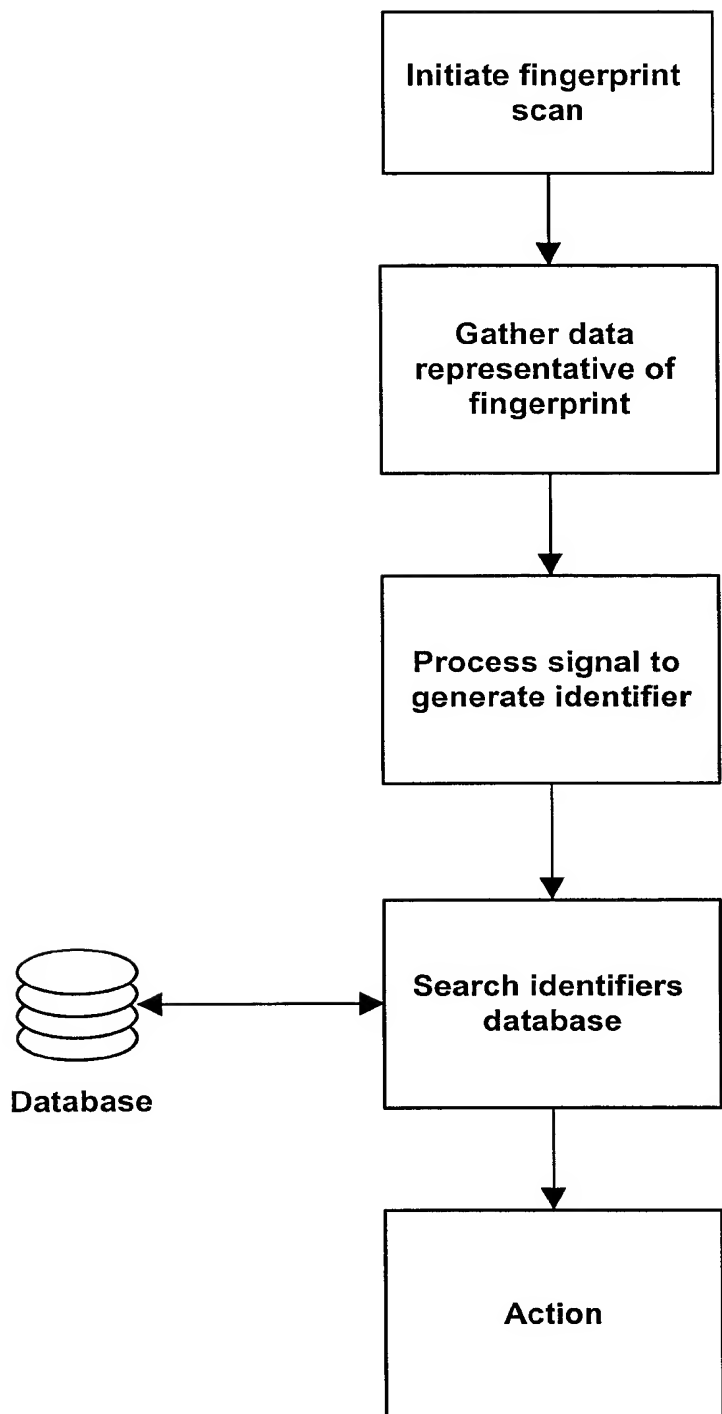 Initiate fingerprint
scan
Gather data
representative of
fingerprint
Process signal to
generate identifier
Search identifiers
database
Database
Action